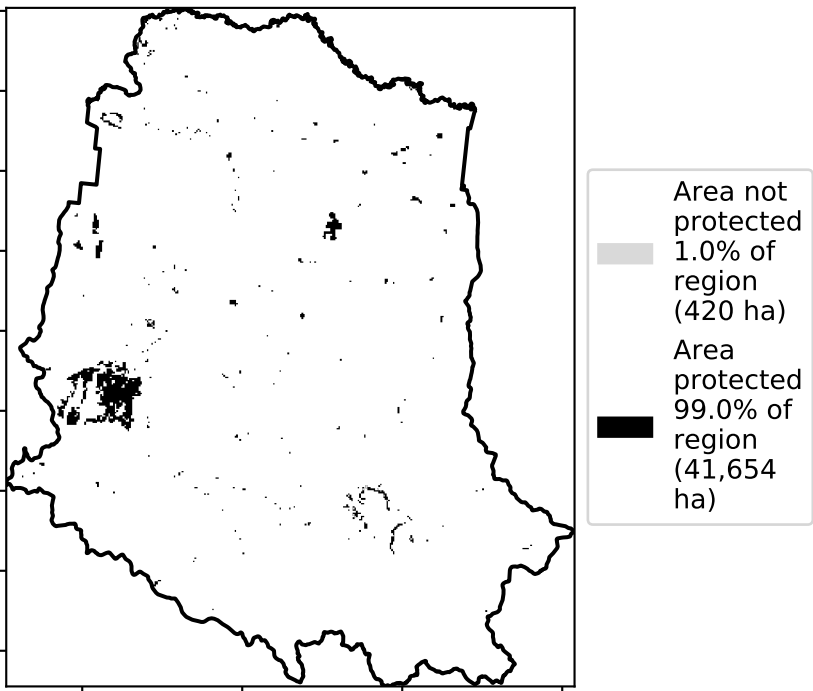 Area not
protected
1.0% of
region
(420 ha)
Area
protected
99.0% of
region
(41,654
ha)